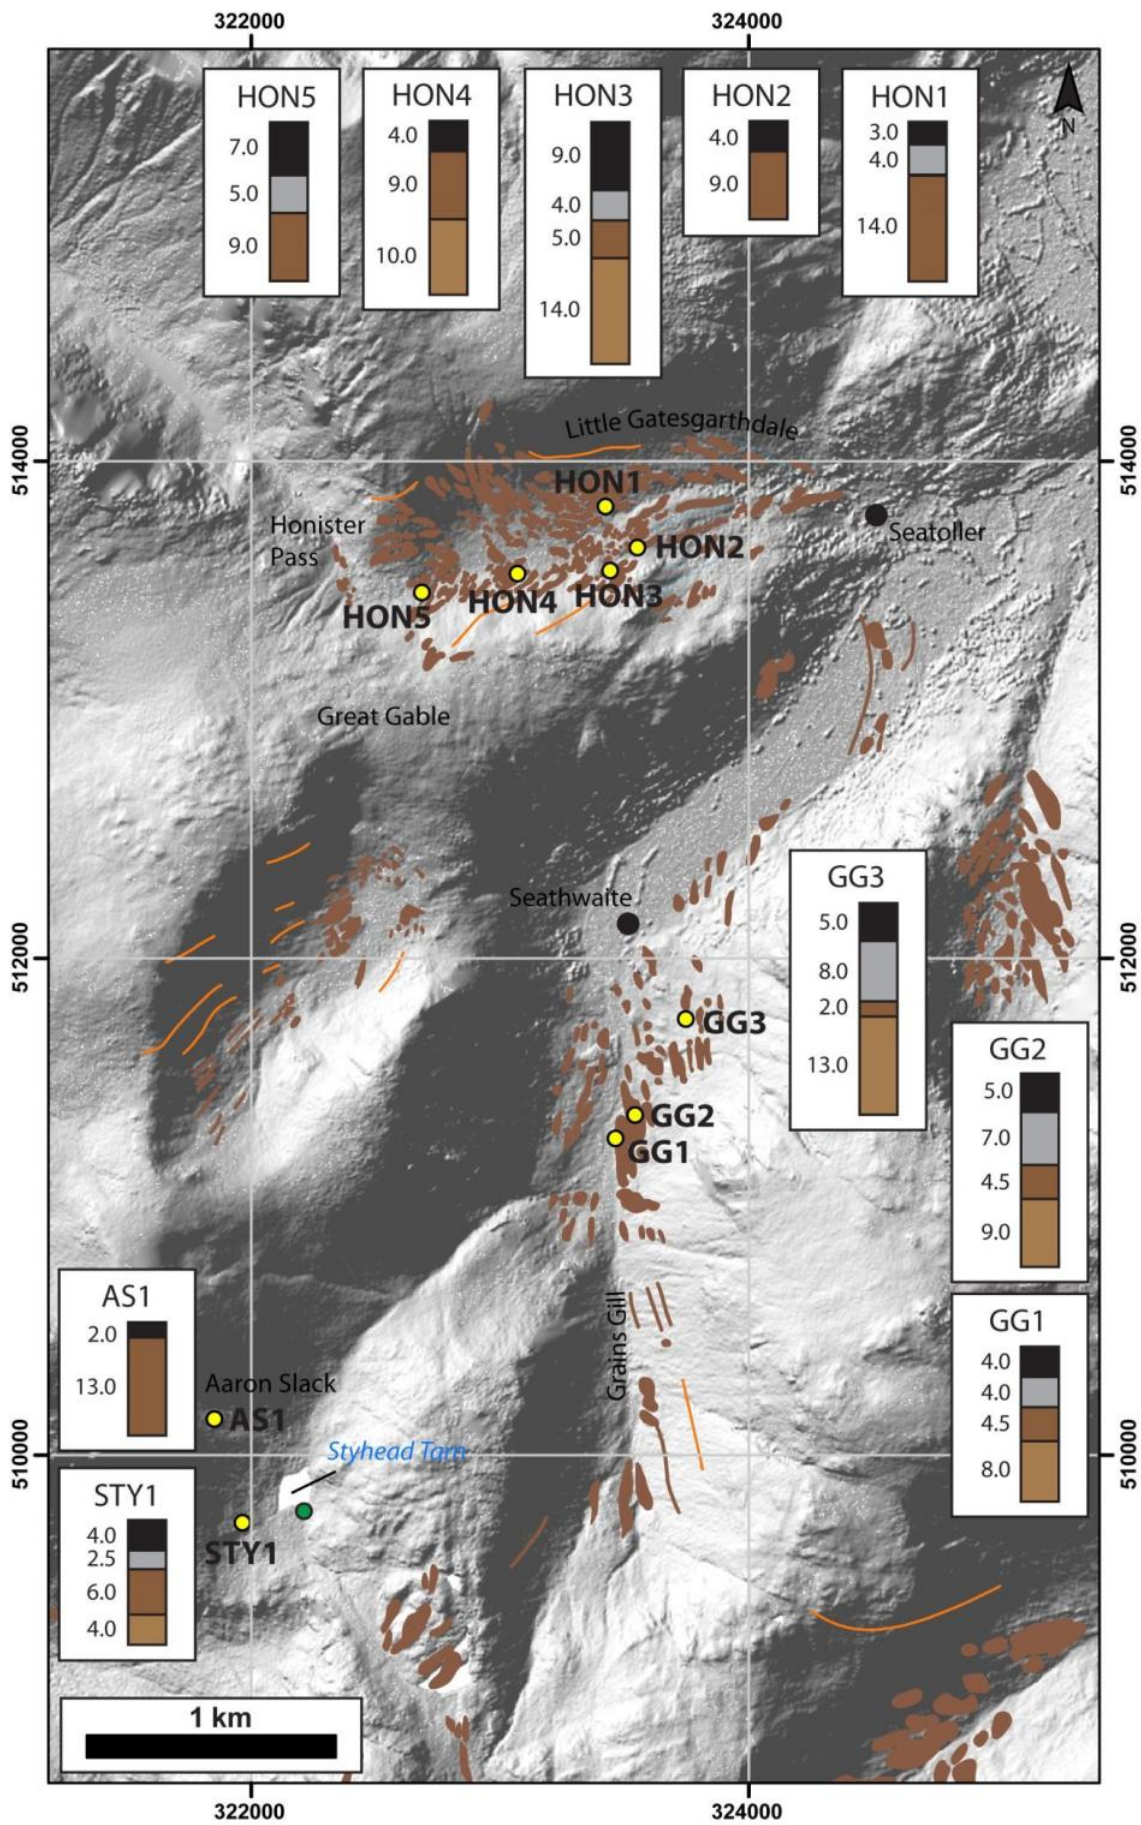 322000
324000
HON5
7.0
5.0
9.0
HON4
4.0
9.0
10.0
HON3
9.0
4.0
5.0
14.0
HON2
4.0
9.0
HON1
3.0
4.0
14.0
N
514000
514000
Little Gatesgarthdale
HON1
Honister
Pass
HON2
Seatoller
HON3
HON4
HON5
Great Gable
Seathwaite
GG3
5.0
8.0
2.0
13.0
512000
512000
GG3
GG2
5.0
7.0
4.5
9.0
GG2
GG1
AS1
2.0
13.0
Grains Gill
GG1
4.0
4.0
4.5
8.0
Aaron Slack
AS1
Styhead Tarn
510000
510000
STY1
4.0
2.5
6.0
4.0
STY1
1 km
322000
324000